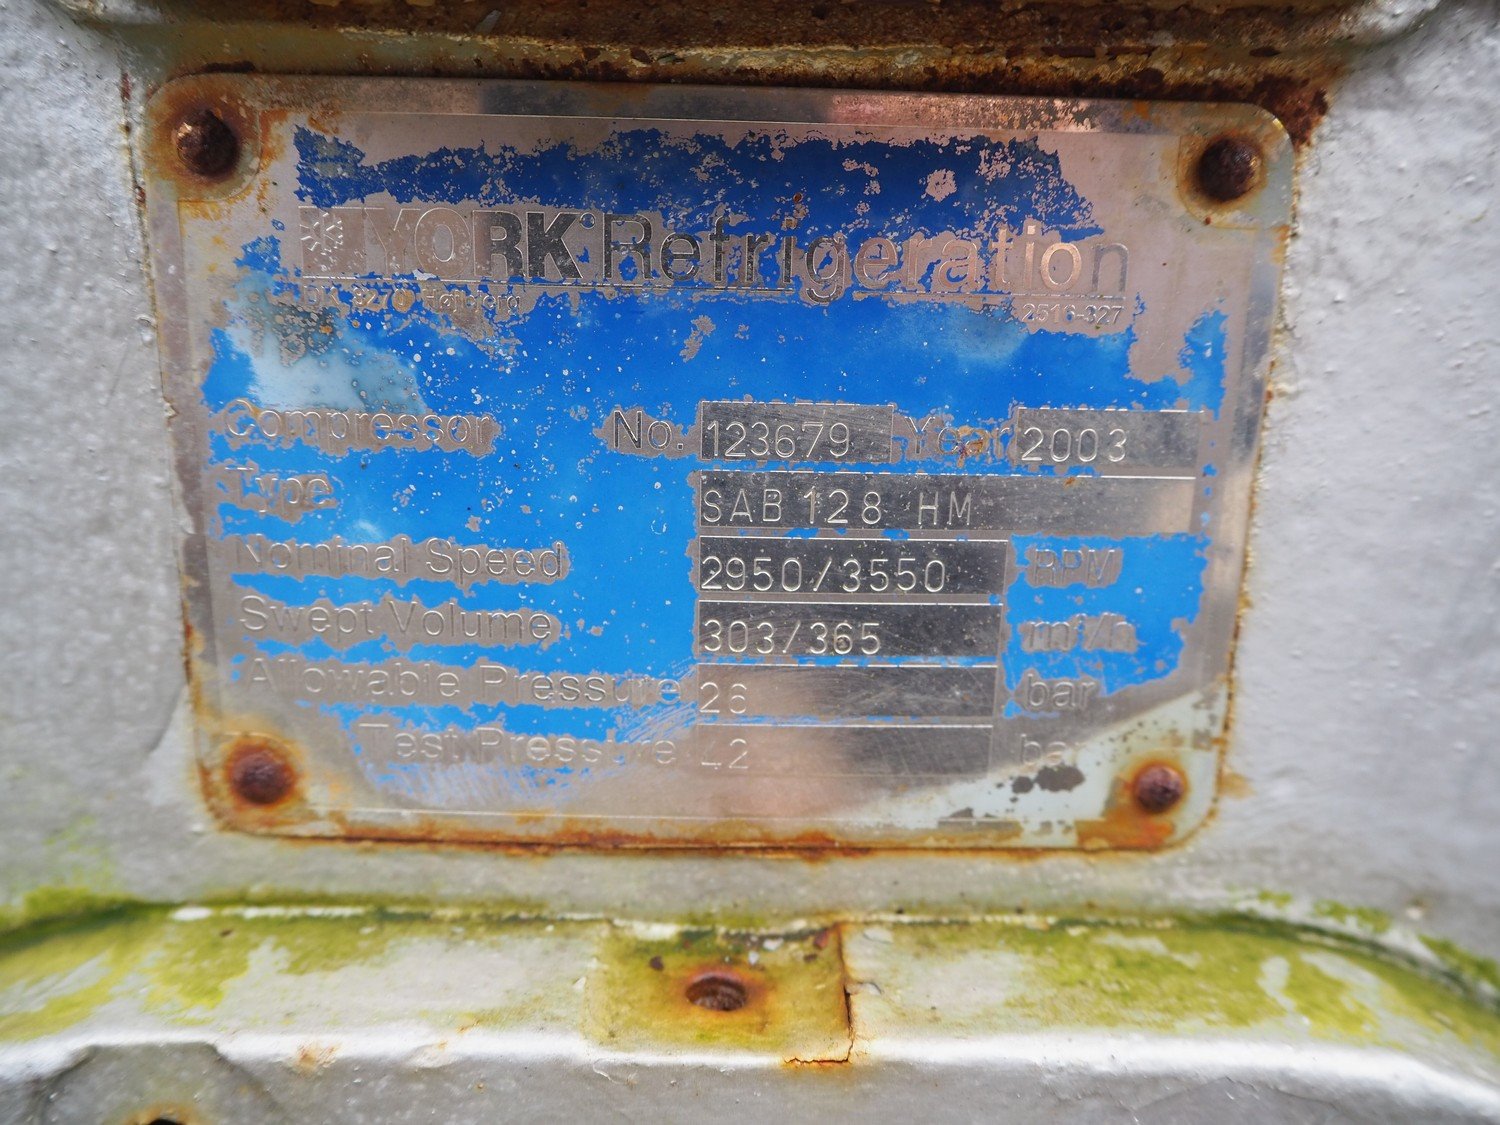 YORK Refrigeration
DK 8270 Højbjerg 2516-327
Compressor No. 123679 Year 2003
Type SAB 128 HM
Nominal Speed 2950/3550 RPM
Swept Volume 303/365 m³/h
Allowable Pressure 26 bar
Test Pressure 42 bar